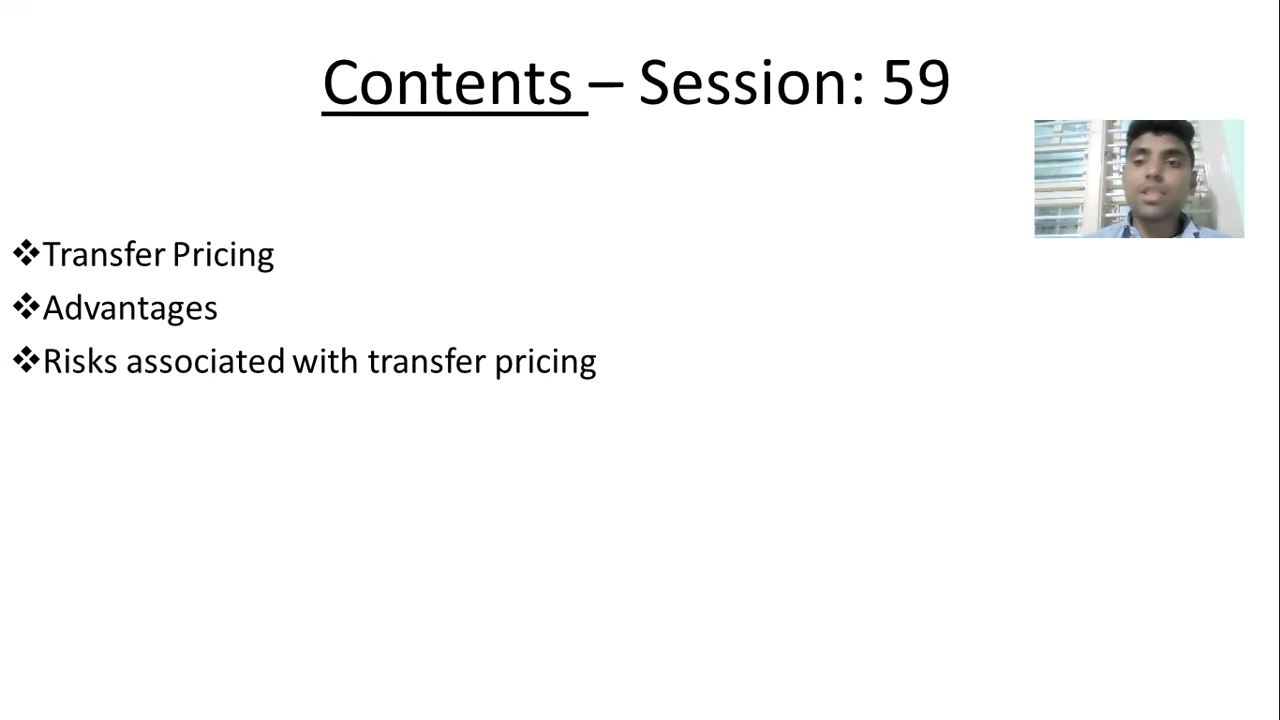 Contents – Session: 59
❖Transfer Pricing
❖Advantages
❖Risks associated with transfer pricing